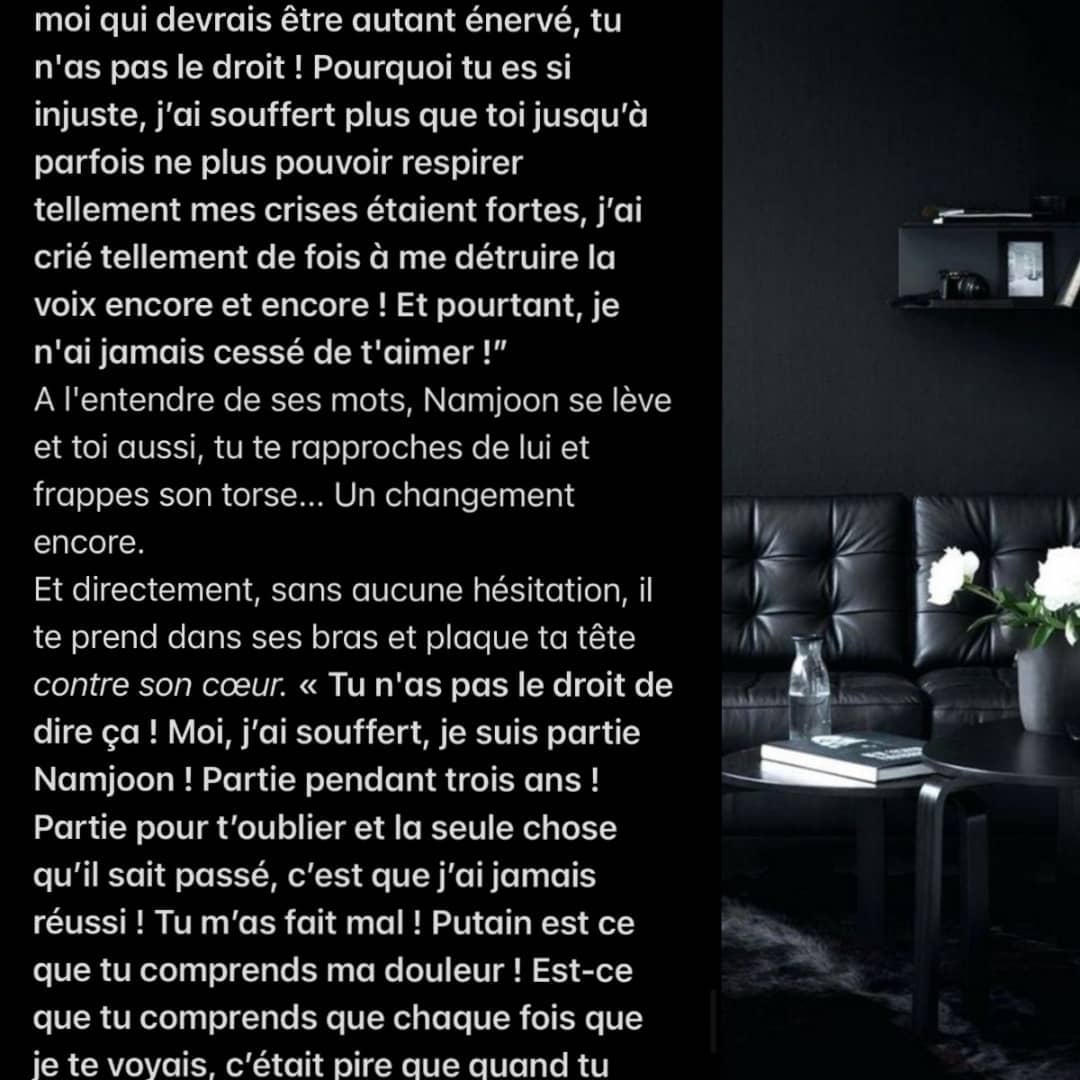 moi qui devrais être autant énervé, tu
n'as pas le droit ! Pourquoi tu es si
injuste, j’ai souffert plus que toi jusqu’à
parfois ne plus pouvoir respirer
tellement mes crises étaient fortes, j’ai
crié tellement de fois à me détruire la
voix encore et encore ! Et pourtant, je
n'ai jamais cessé de t'aimer !”
A l'entendre de ses mots, Namjoon se lève
et toi aussi, tu te rapproches de lui et
frappes son torse... Un changement
encore.
Et directement, sans aucune hésitation, il
te prend dans ses bras et plaque ta tête
contre son cœur. « Tu n'as pas le droit de
dire ça ! Moi, j’ai souffert, je suis partie
Namjoon ! Partie pendant trois ans !
Partie pour t’oublier et la seule chose
qu’il sait passé, c’est que j’ai jamais
réussi ! Tu m’as fait mal ! Putain est ce
que tu comprends ma douleur ! Est-ce
que tu comprends que chaque fois que
je te voyais, c’était pire que quand tu